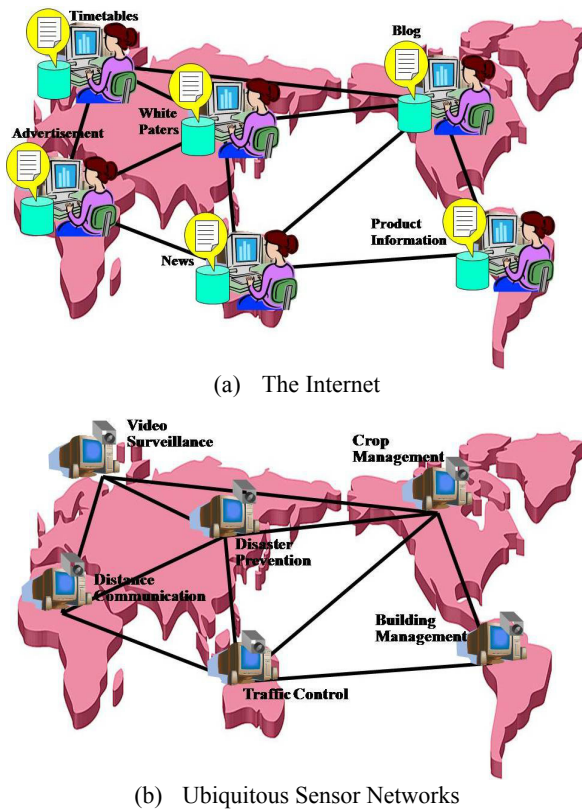 Timetables
Blog
White
Paters
Advertisement
Product
Information
News
(a) The Internet
Video
Surveillance
Crop
Management
Disaster
Prevention
Distance
Communication
Building
Management
Traffic Control
(b) Ubiquitous Sensor Networks